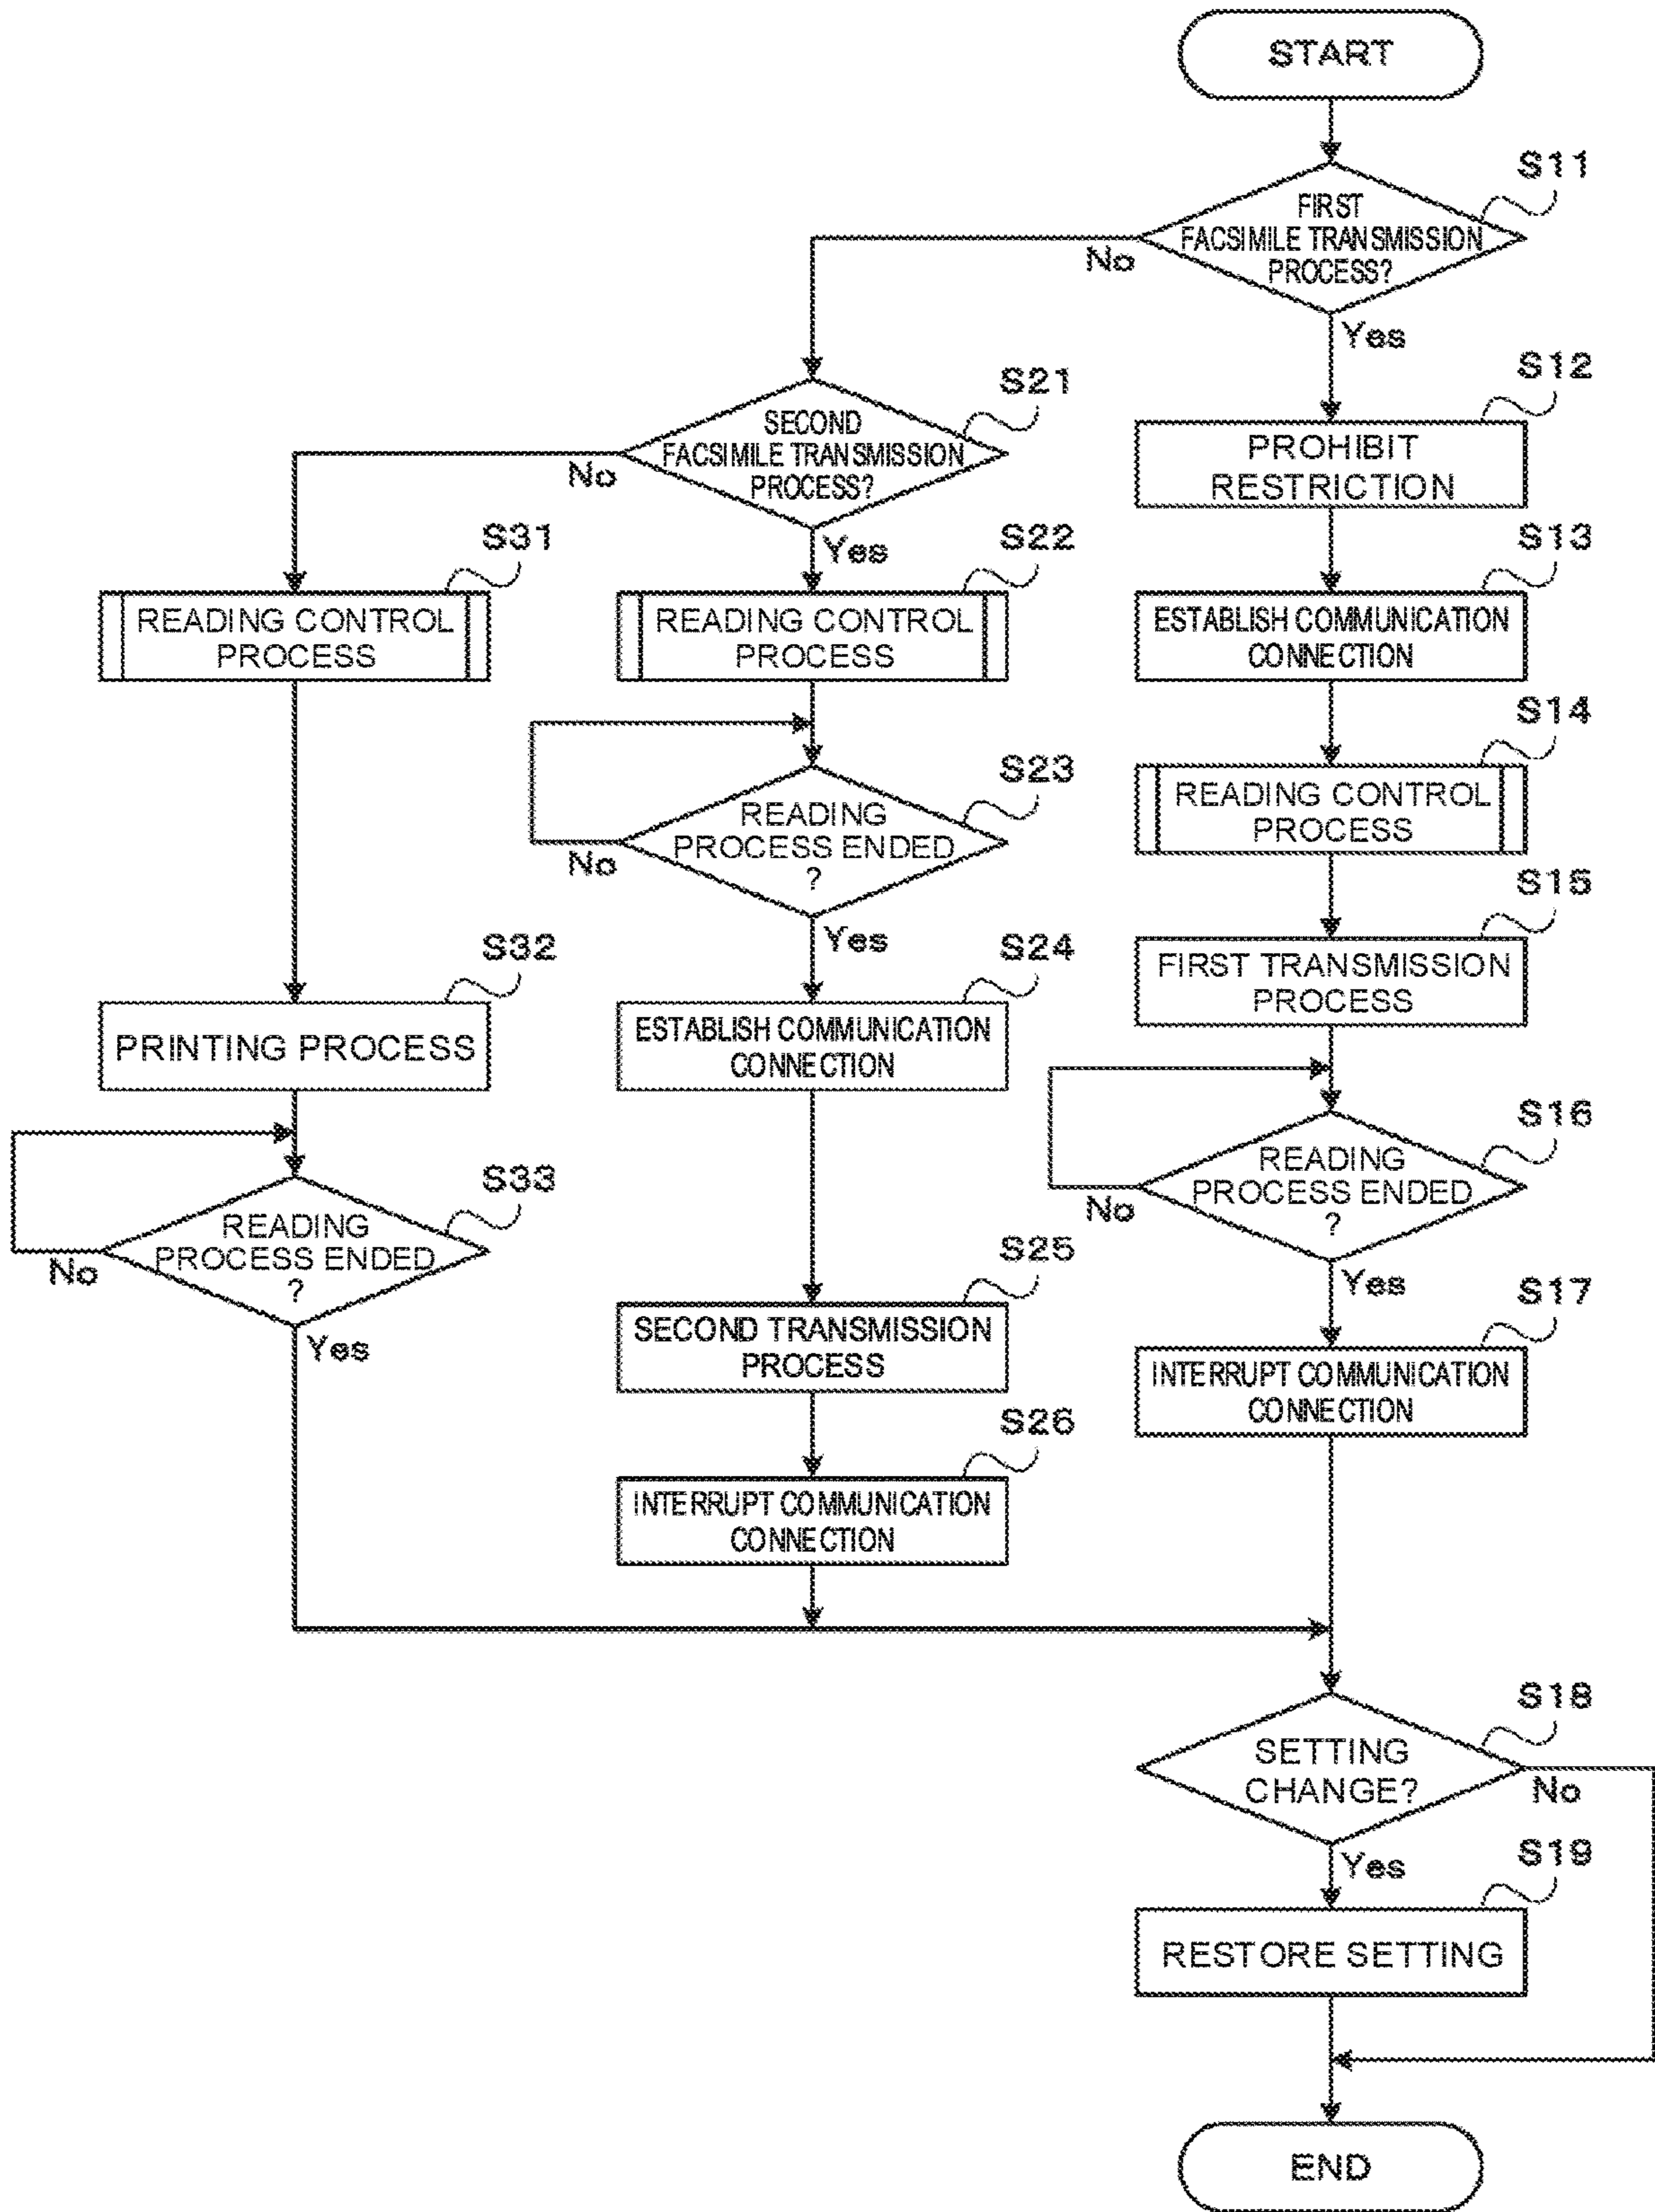 START
S11
FIRST
FACSIMILE TRANSMISSION
PROCESS?
No
Yes
S21
SECOND
FACSIMILE TRANSMISSION
PROCESS?
No
Yes
S12
PROHIBIT
RESTRICTION
S31
READING CONTROL
PROCESS
S22
READING CONTROL
PROCESS
S13
ESTABLISH COMMUNICATION
CONNECTION
S14
READING CONTROL
PROCESS
S23
READING
PROCESS ENDED
?
No
Yes
S15
FIRST TRANSMISSION
PROCESS
S32
PRINTING PROCESS
S24
ESTABLISH COMMUNICATION
CONNECTION
S16
READING
PROCESS ENDED
?
No
Yes
S33
READING
PROCESS ENDED
?
No
Yes
S25
SECOND TRANSMISSION
PROCESS
S17
INTERRUPT COMMUNICATION
CONNECTION
S26
INTERRUPT COMMUNICATION
CONNECTION
S18
SETTING
CHANGE?
No
Yes
S19
RESTORE SETTING
END